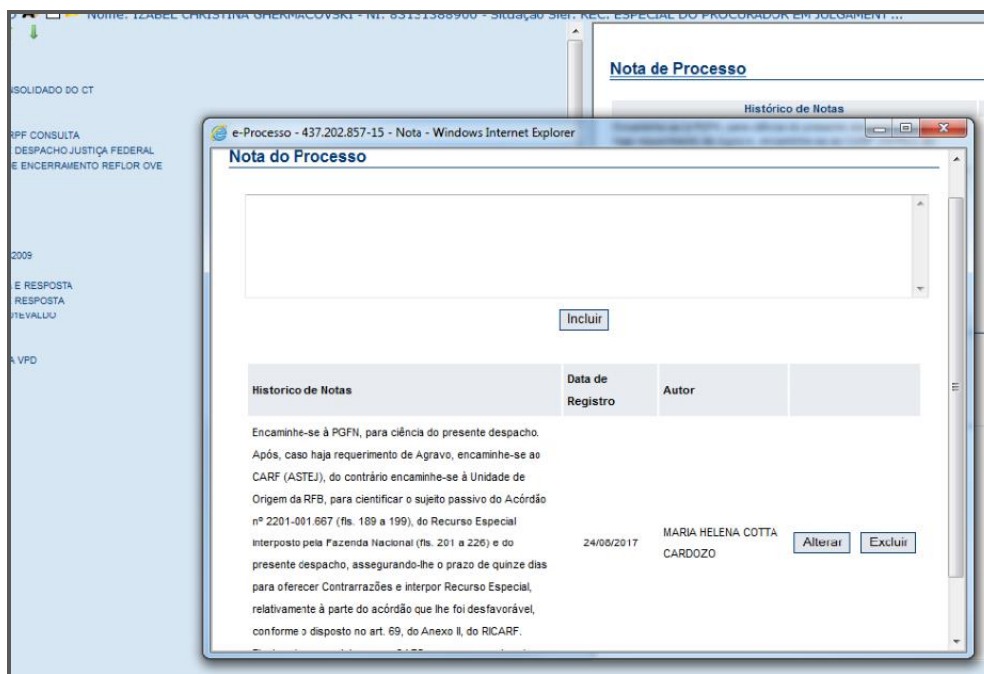 Nome: IZABEL CHRISTINA GHERMACOVSKI - NI: 83131388900 - Situação Sief: REC. ESPECIAL DO PROCURADOR EM JULGAMENT ...
SOLIDADO DO CT
RPF CONSULTA
DESPACHO JUSTIÇA FEDERAL
E ENCERRAMENTO REFLOR OVE
2009
E RESPOSTA
RESPOSTA
A VPD
Nota de Processo
Histórico de Notas
e-Processo - 437.202.857-15 - Nota - Windows Internet Explorer
Nota do Processo
Incluir
Historico de Notas
Data de
Registro
Autor
Encaminhe-se à PGFN, para ciência do presente despacho.
Após, caso haja requerimento de Agravo, encaminhe-se ao
CARF (ASTEJ), do contrário encaminhe-se à Unidade de
Origem da RFB, para cientificar o sujeito passivo do Acórdão
nº 2201-001.667 (fls. 189 a 199), do Recurso Especial
interposto pela Fazenda Nacional (fls. 201 a 226) e do
presente despacho, assegurando-lhe o prazo de quinze dias
para oferecer Contrarrazões e interpor Recurso Especial,
relativamente à parte do acórdão que lhe foi desfavorável,
conforme o disposto no art. 69, do Anexo II, do RICARF.
24/08/2017
MARIA HELENA COTTA
CARDOZO
Alterar
Excluir